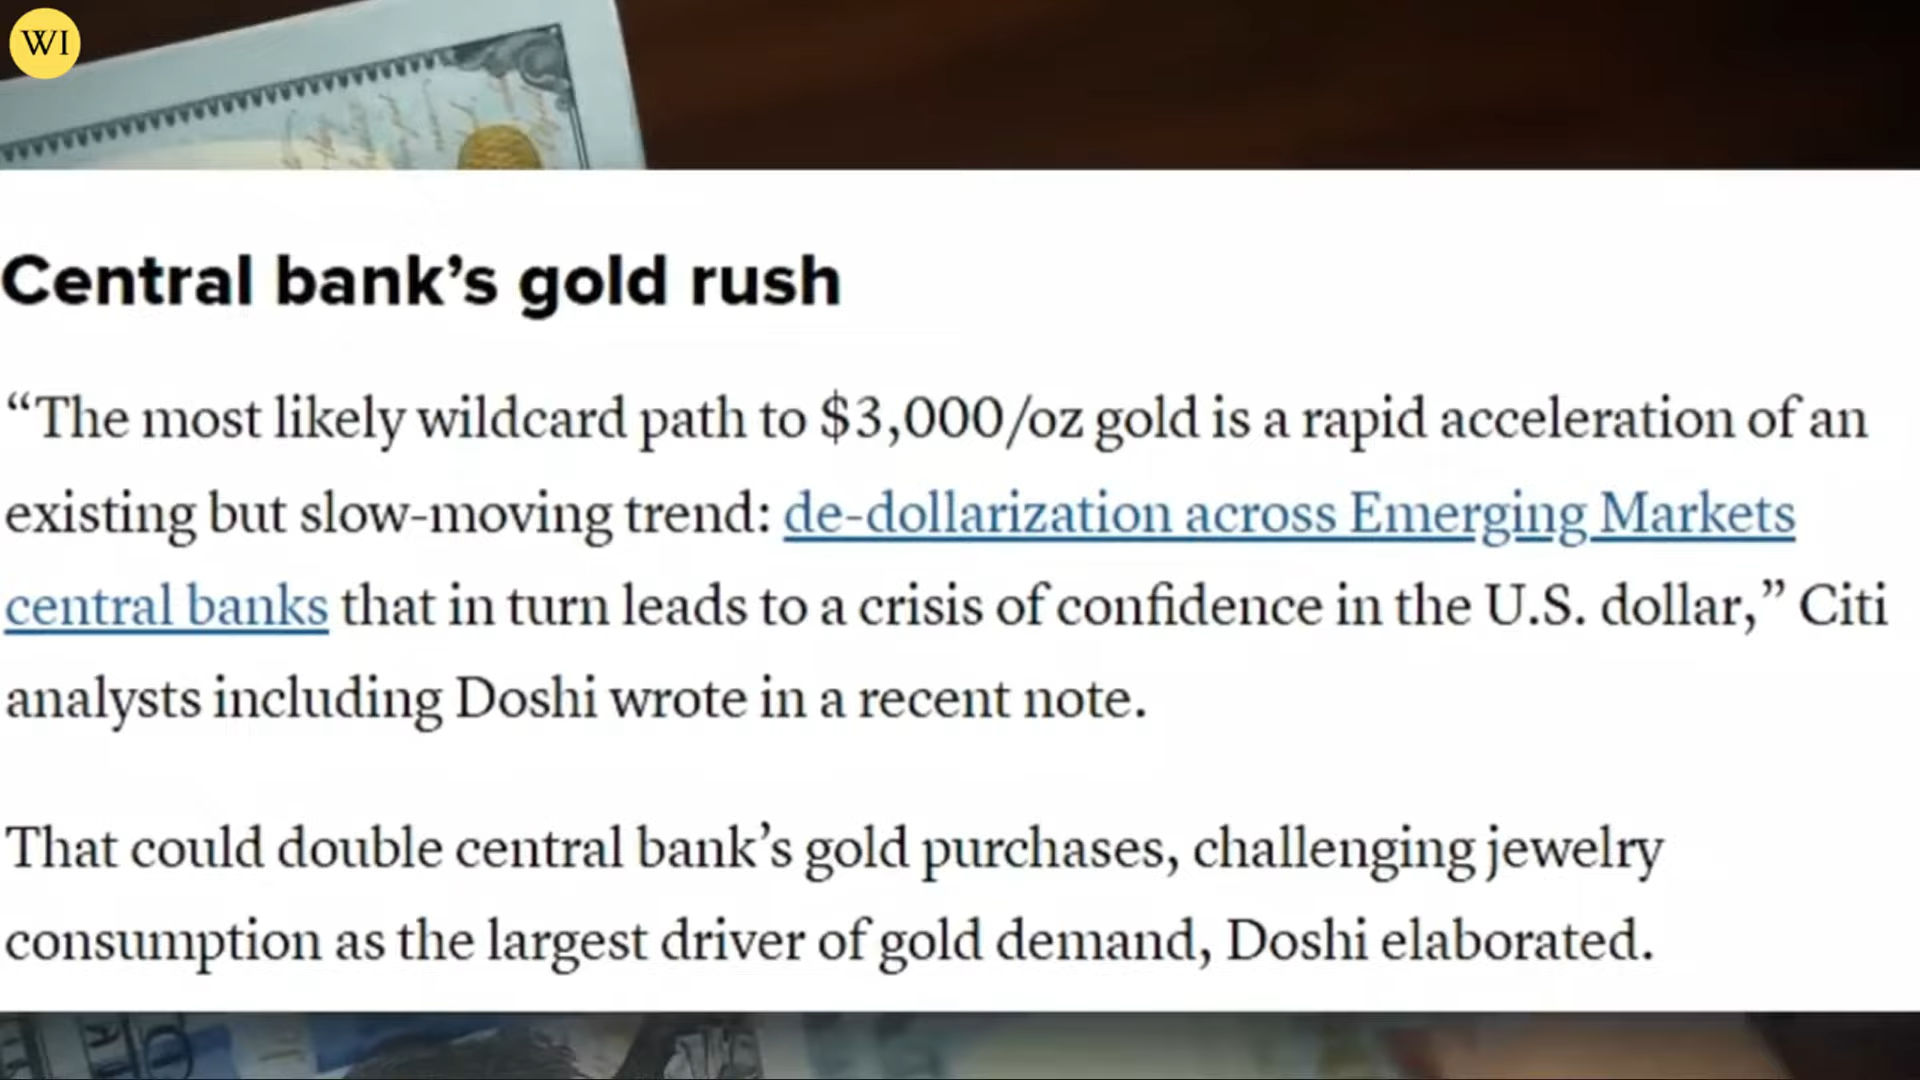 WI
Central bank’s gold rush
“The most likely wildcard path to $3,000/oz gold is a rapid acceleration of an
existing but slow-moving trend: de-dollarization across Emerging Markets
central banks that in turn leads to a crisis of confidence in the U.S. dollar,” Citi
analysts including Doshi wrote in a recent note.
That could double central bank’s gold purchases, challenging jewelry
consumption as the largest driver of gold demand, Doshi elaborated.